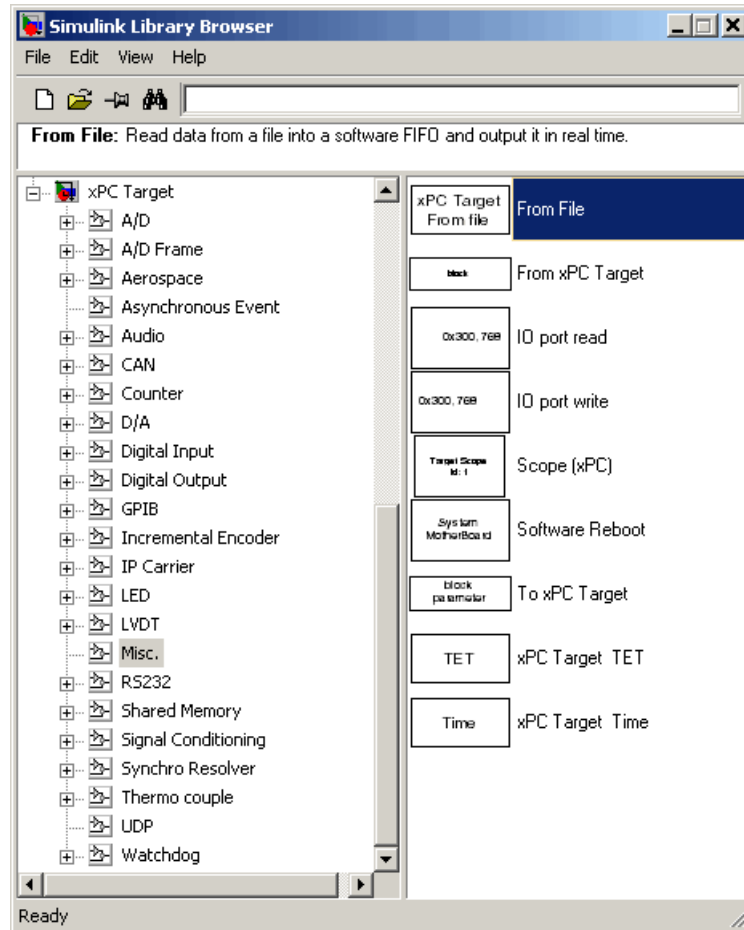 Simulink Library Browser
File Edit View Help
From File: Read data from a file into a software FIFO and output it in real time.
xPC Target
A/D
A/D Frame
Aerospace
Asynchronous Event
Audio
CAN
Counter
D/A
Digital Input
Digital Output
GPIB
Incremental Encoder
IP Carrier
LED
LVDT
Misc.
RS232
Shared Memory
Signal Conditioning
Synchro Resolver
Thermo couple
UDP
Watchdog
xPC Target
From file
From File
block
From xPC Target
0x300, 768
IO port read
0x300, 768
IO port write
Target Scope
Id: 1
Scope (xPC)
System
MotherBoard
Software Reboot
block
parameter
To xPC Target
TET
xPC Target TET
Time
xPC Target Time
Ready